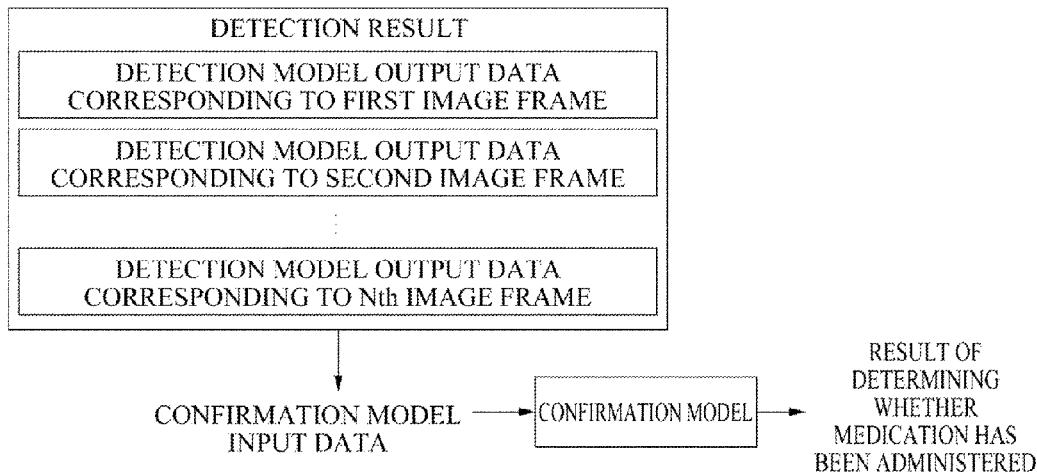 DETECTION RESULT
DETECTION MODEL OUTPUT DATA
CORRESPONDING TO FIRST IMAGE FRAME
DETECTION MODEL OUTPUT DATA
CORRESPONDING TO SECOND IMAGE FRAME
DETECTION MODEL OUTPUT DATA
CORRESPONDING TO Nth IMAGE FRAME
CONFIRMATION MODEL
INPUT DATA
CONFIRMATION MODEL
RESULT OF
DETERMINING
WHETHER
MEDICATION HAS
BEEN ADMINISTERED